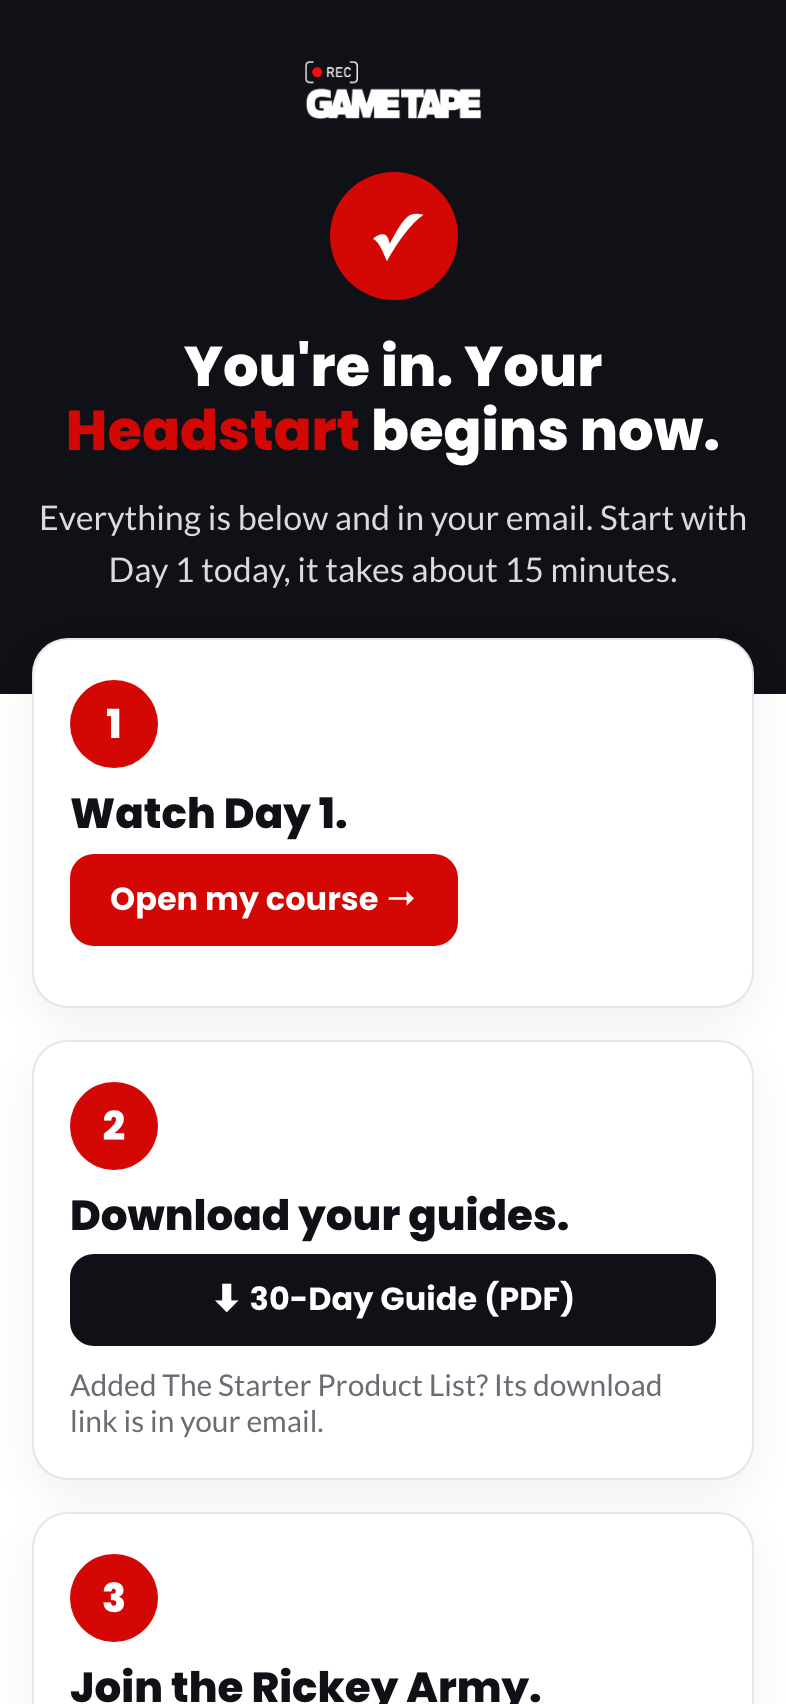 REC
GAMETAPE
✓
You're in. Your
Headstart begins now.
Everything is below and in your email. Start with
Day 1 today, it takes about 15 minutes.
1
Watch Day 1.
Open my course →
2
Download your guides.
⬇ 30-Day Guide (PDF)
Added The Starter Product List? Its download
link is in your email.
3
Join the Rickey Army.